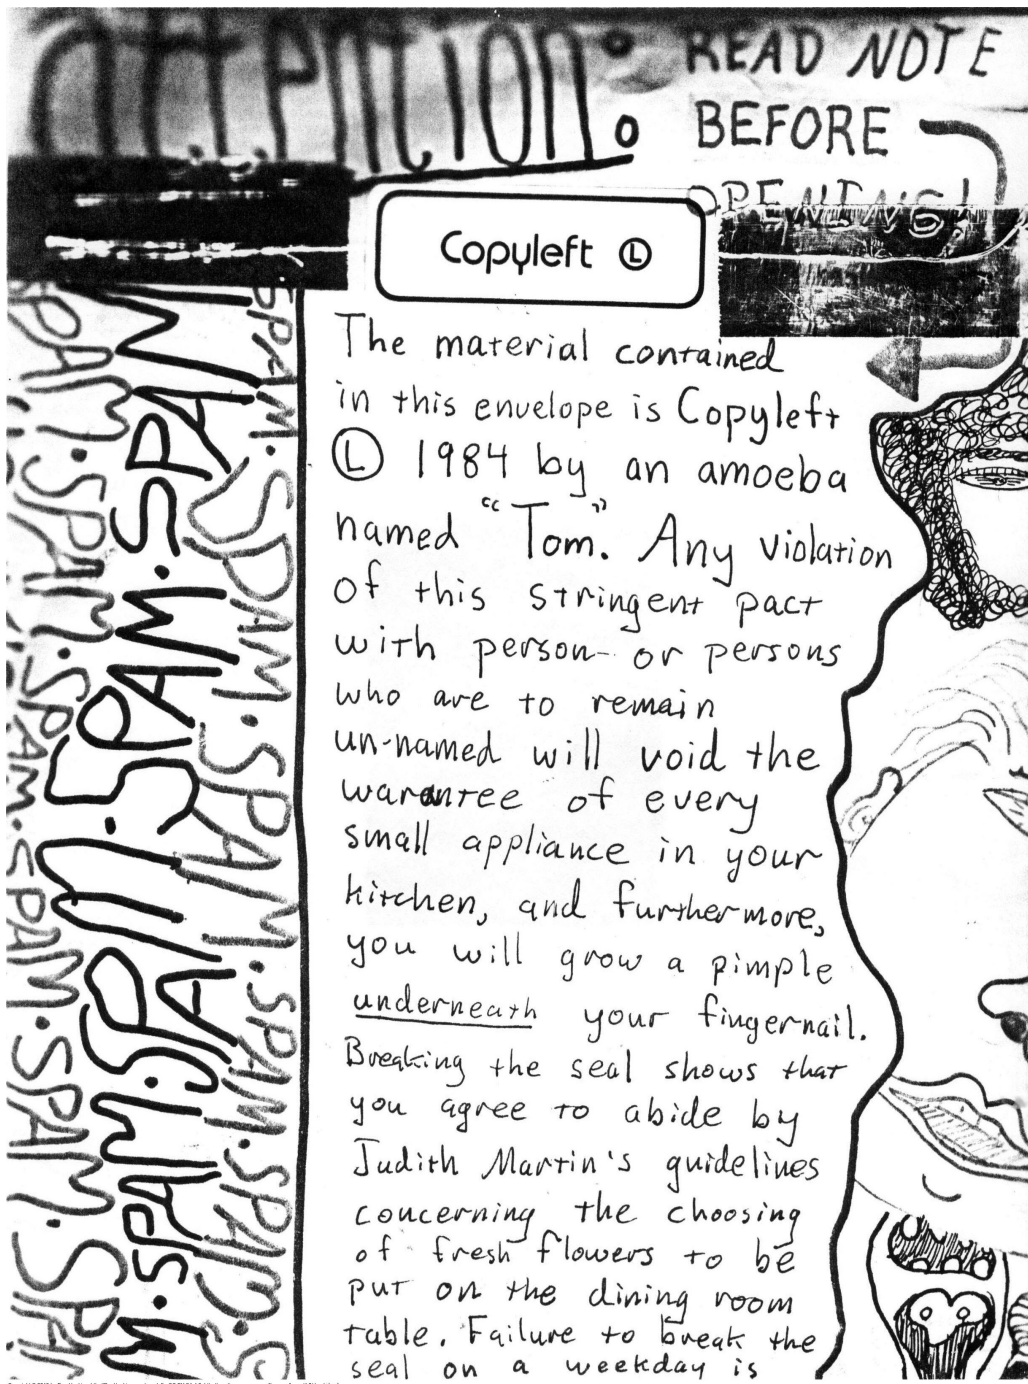 attention:
READ NOTE
BEFORE
OPENING!
Copyleft Ⓛ
The material contained
in this envelope is Copyleft
Ⓛ 1984 by an amoeba
named "Tom". Any violation
of this stringent pact
with person- or persons
who are to remain
un-named will void the
warantee of every
small appliance in your
kitchen, and furthermore,
you will grow a pimple
underneath your fingernail.
Breaking the seal shows that
you agree to abide by
Judith Martin's guidelines
concerning the choosing
of fresh flowers to be
put on the dining room
table. Failure to break the
seal on a weekday is
SPAM·SPAM·SPAM·SPAM·SPAM·SPA
SPAM·SPAM·SPAM·SPAM·SPAM
SPAM·SPAM·SPAM·SPAM·SPAM·S